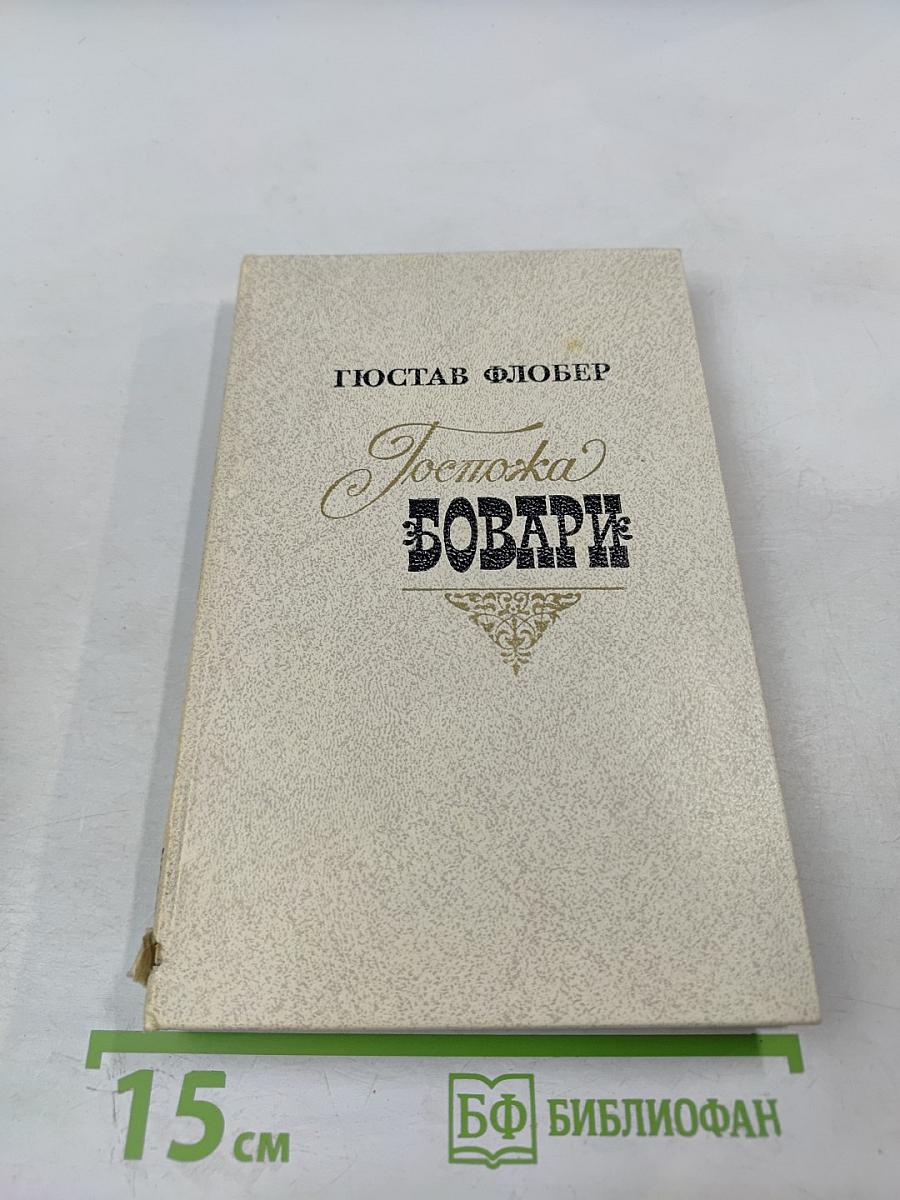 ГЮСТАВ ФЛОБЕР
Госпожа
БОВАРИ
15 см
БФ БИБЛИОФАН